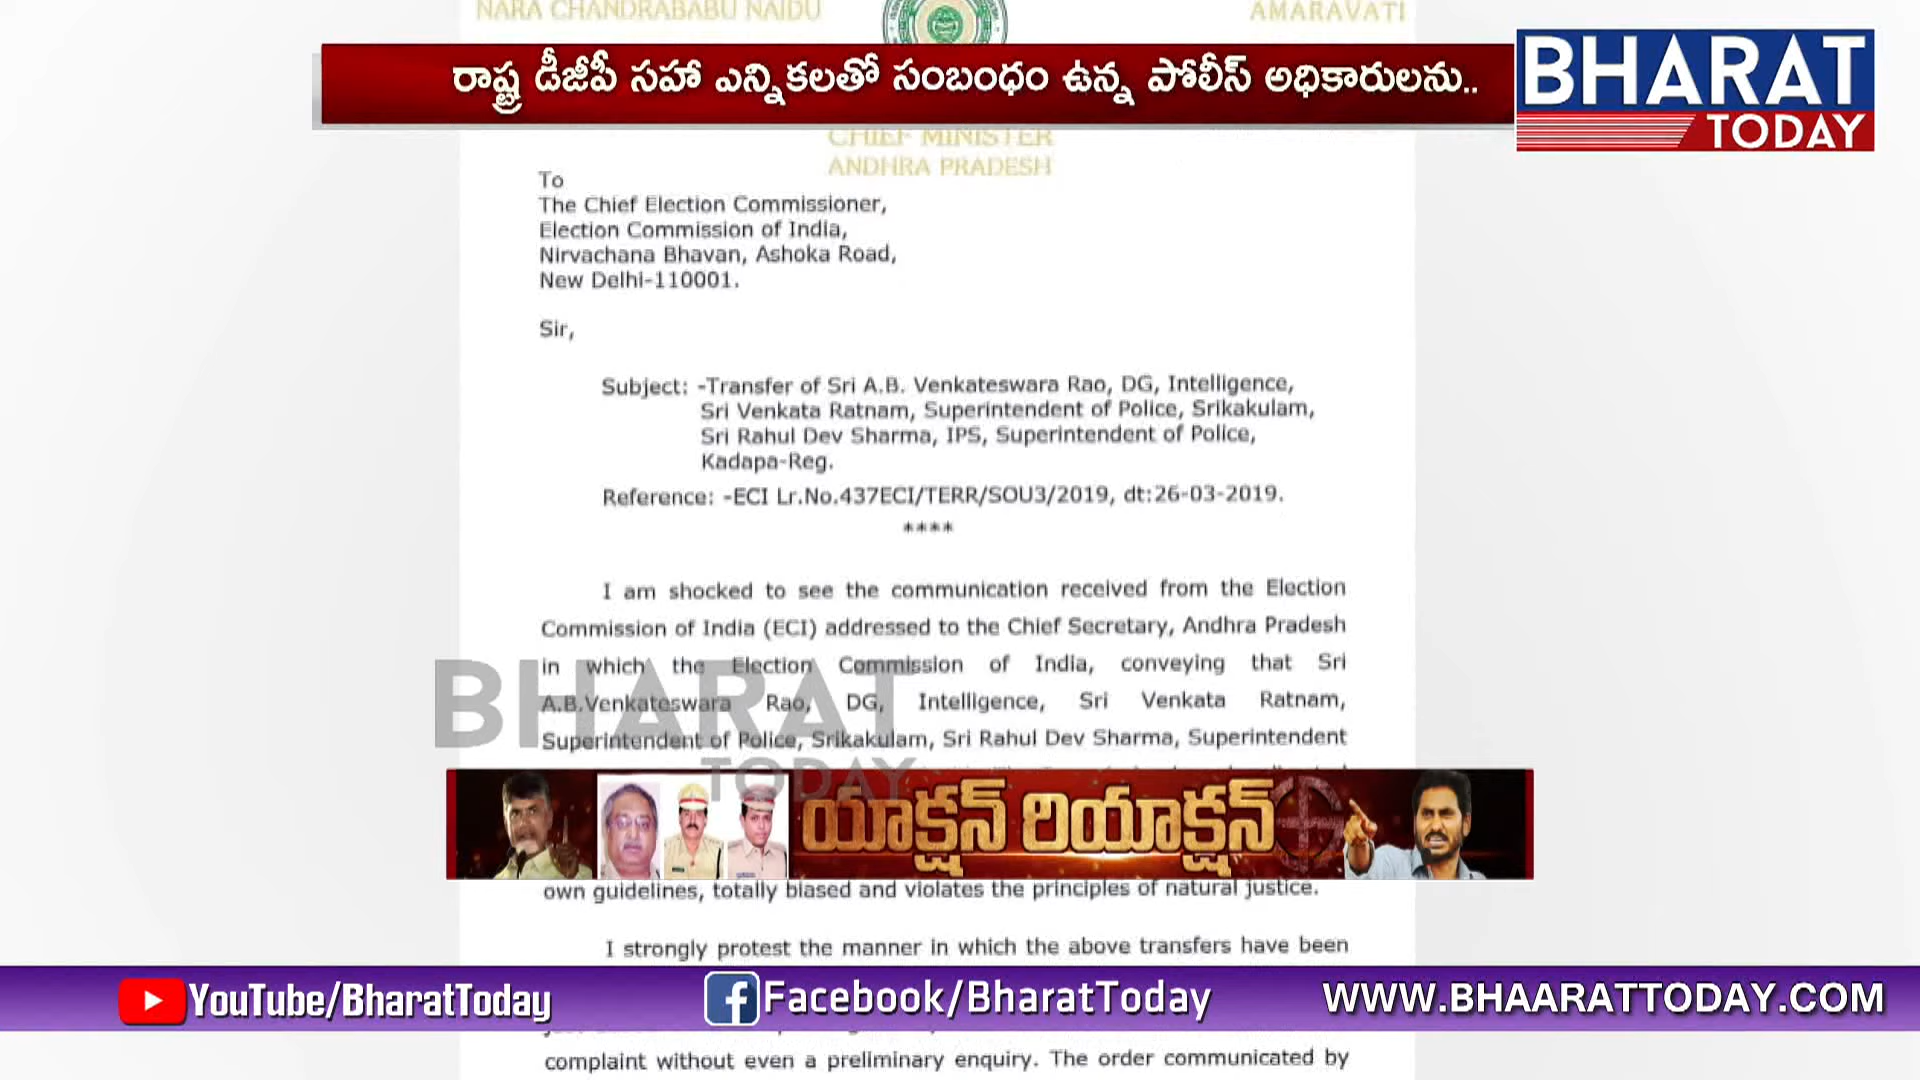 NARA CHANDRABABU NAIDU
AMARAVATI
రాష్ట్ర డీజీపీ సహా ఎన్నికలతో సంబంధం ఉన్న పోలీస్ అధికారులను..
BHARAT
TODAY
CHIEF MINISTER
ANDHRA PRADESH
To
The Chief Election Commissioner,
Election Commission of India,
Nirvachana Bhavan, Ashoka Road,
New Delhi-110001.
Sir,
Subject: -Transfer of Sri A.B. Venkateswara Rao, DG, Intelligence,
Sri Venkata Ratnam, Superintendent of Police, Srikakulam,
Sri Rahul Dev Sharma, IPS, Superintendent of Police,
Kadapa-Reg.
Reference: -ECI Lr.No.437ECI/TERR/SOU3/2019, dt:26-03-2019.
****
I am shocked to see the communication received from the Election
Commission of India (ECI) addressed to the Chief Secretary, Andhra Pradesh
in which the Election Commission of India, conveying that Sri
A.B.Venkateswara Rao, DG, Intelligence, Sri Venkata Ratnam,
Superintendent of Police, Srikakulam, Sri Rahul Dev Sharma, Superintendent
BHARAT
TODAY
యాక్షన్ రియాక్షన్
own guidelines, totally biased and violates the principles of natural justice.
I strongly protest the manner in which the above transfers have been
YouTube/BharatToday
Facebook/BharatToday
WWW.BHAARATTODAY.COM
complaint without even a preliminary enquiry. The order communicated by